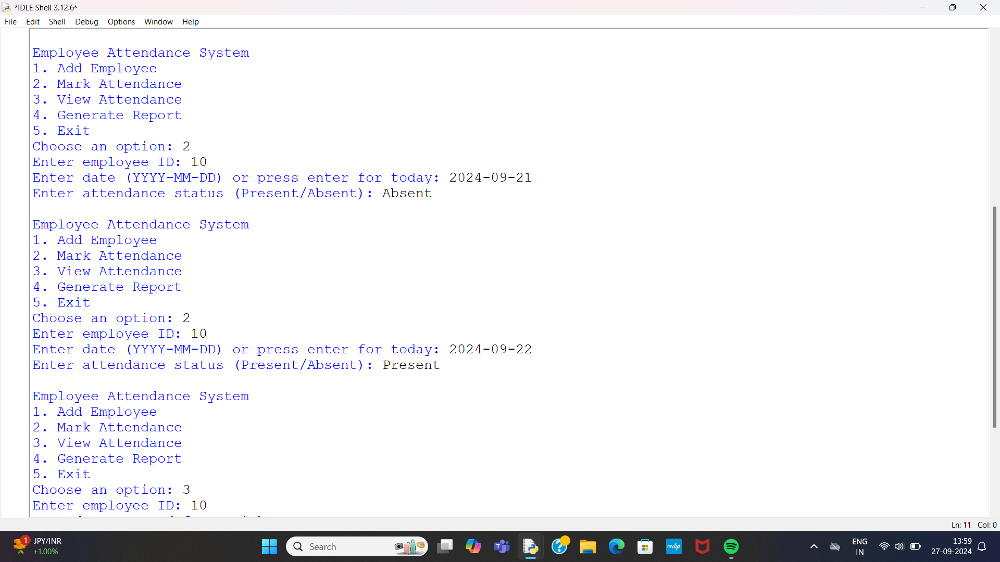 *IDLE Shell 3.12.6*
File Edit Shell Debug Options Window Help
Employee Attendance System
1. Add Employee
2. Mark Attendance
3. View Attendance
4. Generate Report
5. Exit
Choose an option: 2
Enter employee ID: 10
Enter date (YYYY-MM-DD) or press enter for today: 2024-09-21
Enter attendance status (Present/Absent): Absent
Employee Attendance System
1. Add Employee
2. Mark Attendance
3. View Attendance
4. Generate Report
5. Exit
Choose an option: 2
Enter employee ID: 10
Enter date (YYYY-MM-DD) or press enter for today: 2024-09-22
Enter attendance status (Present/Absent): Present
Employee Attendance System
1. Add Employee
2. Mark Attendance
3. View Attendance
4. Generate Report
5. Exit
Choose an option: 3
Enter employee ID: 10
Ln: 11 Col: 0
1 JPY/INR
+1.00%
Search
myhp
ENG
IN
13:59
27-09-2024